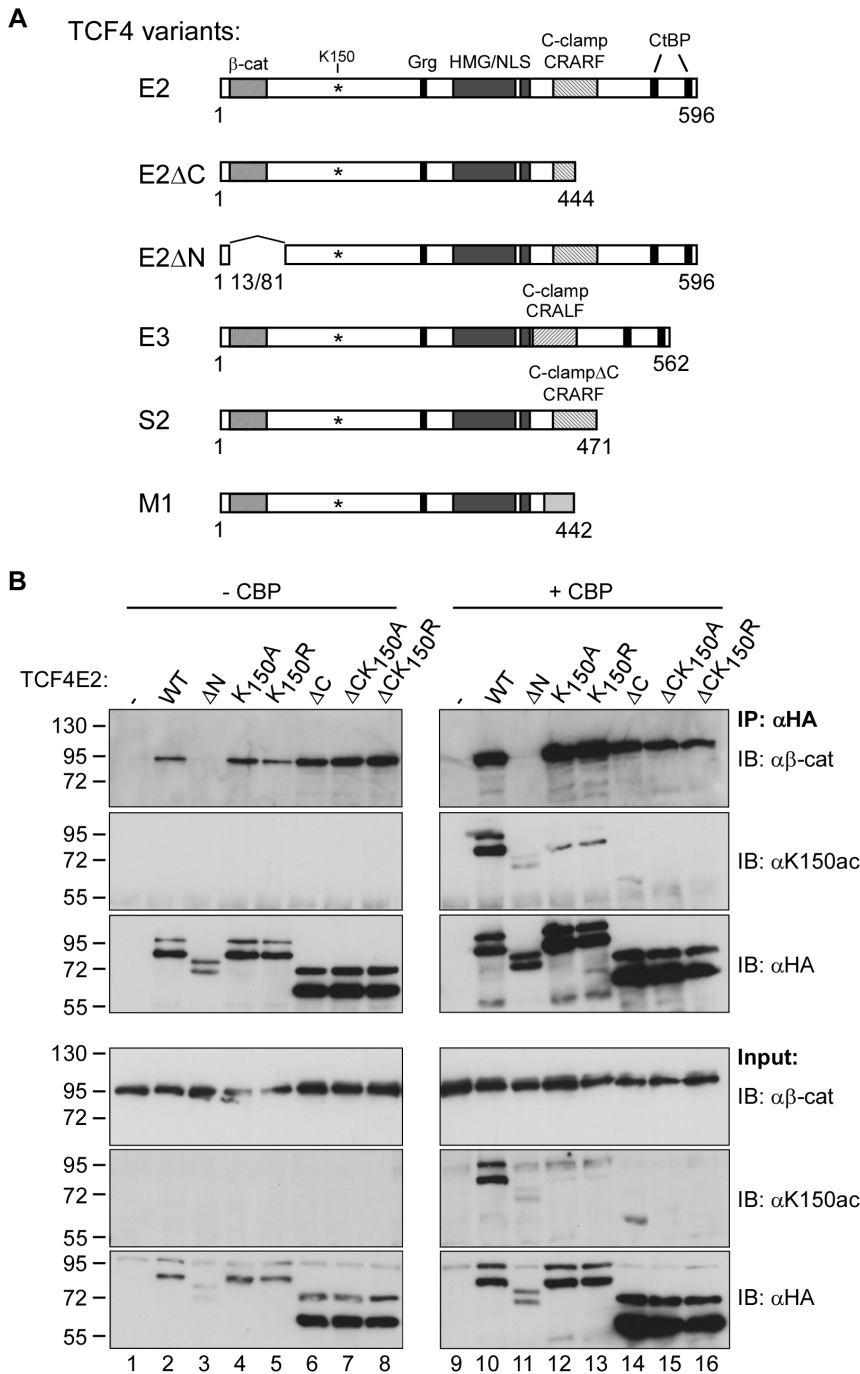 A
TCF4 variants:
β-cat K150 Grg HMG/NLS C-clamp CRARF CtBP
E2 *
1 596
E2ΔC *
1 444
E2ΔN *
1 13/81 596
C-clamp
CRALF
E3 *
1 562
C-clampΔC
CRARF
S2 *
1 471
M1 *
1 442
B
- CBP + CBP
TCF4E2: - WT ΔN K150A K150R ΔC ΔCK150A ΔCK150R - WT ΔN K150A K150R ΔC ΔCK150A ΔCK150R
IP: αHA
130
95 IB: αβ-cat
72
95
72 IB: αK150ac
55
95
72 IB: αHA
55
Input:
130
95 IB: αβ-cat
72
95
72 IB: αK150ac
55
95
72 IB: αHA
55
1 2 3 4 5 6 7 8 9 10 11 12 13 14 15 16